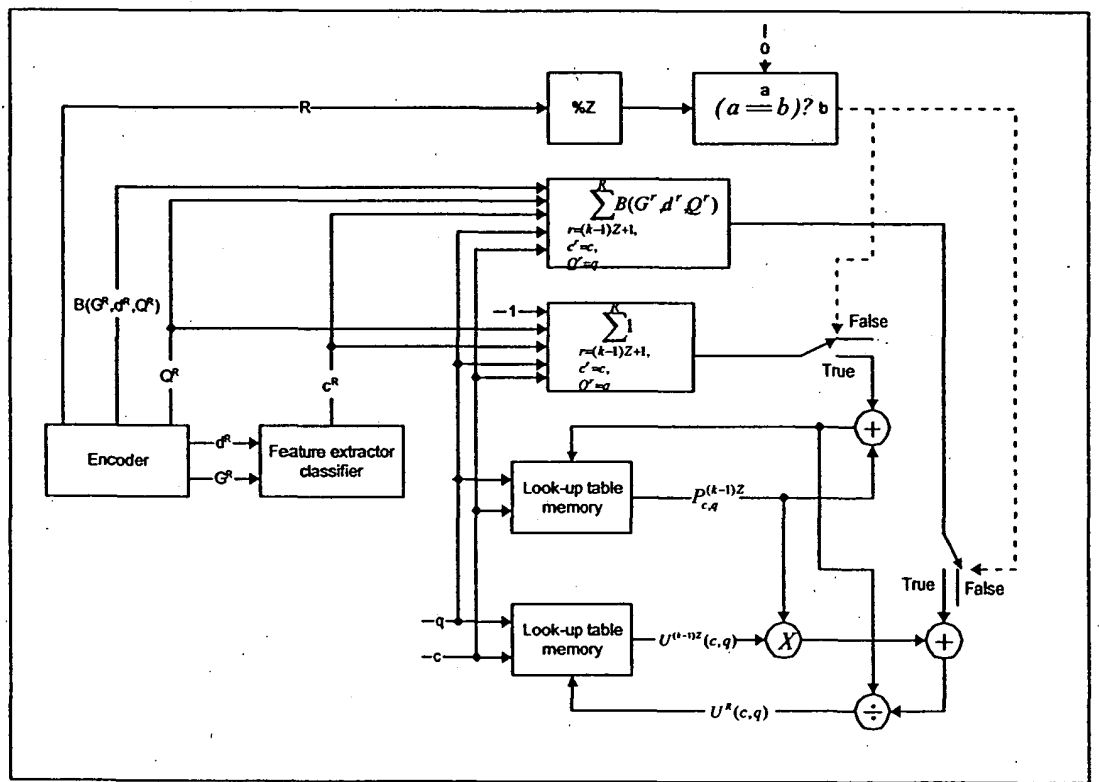 0
R
%Z
a
(a == b)? b
R
∑ B(G^r,d^r,Q^r)
r=(k-1)Z+1,
c^r=c,
Q^r=q
B(G^R,d^R,Q^R)
–1
R
∑ 1
r=(k-1)Z+1,
c^r=c,
Q^r=q
False
True
Q^R
c^R
Encoder
d^R
G^R
Feature extractor
classifier
+
Look-up table
memory
P_{c,q}^{(k-1)Z}
True
False
–q
–c
Look-up table
memory
U^{(k-1)Z}(c,q)
X
+
U^R(c,q)
÷